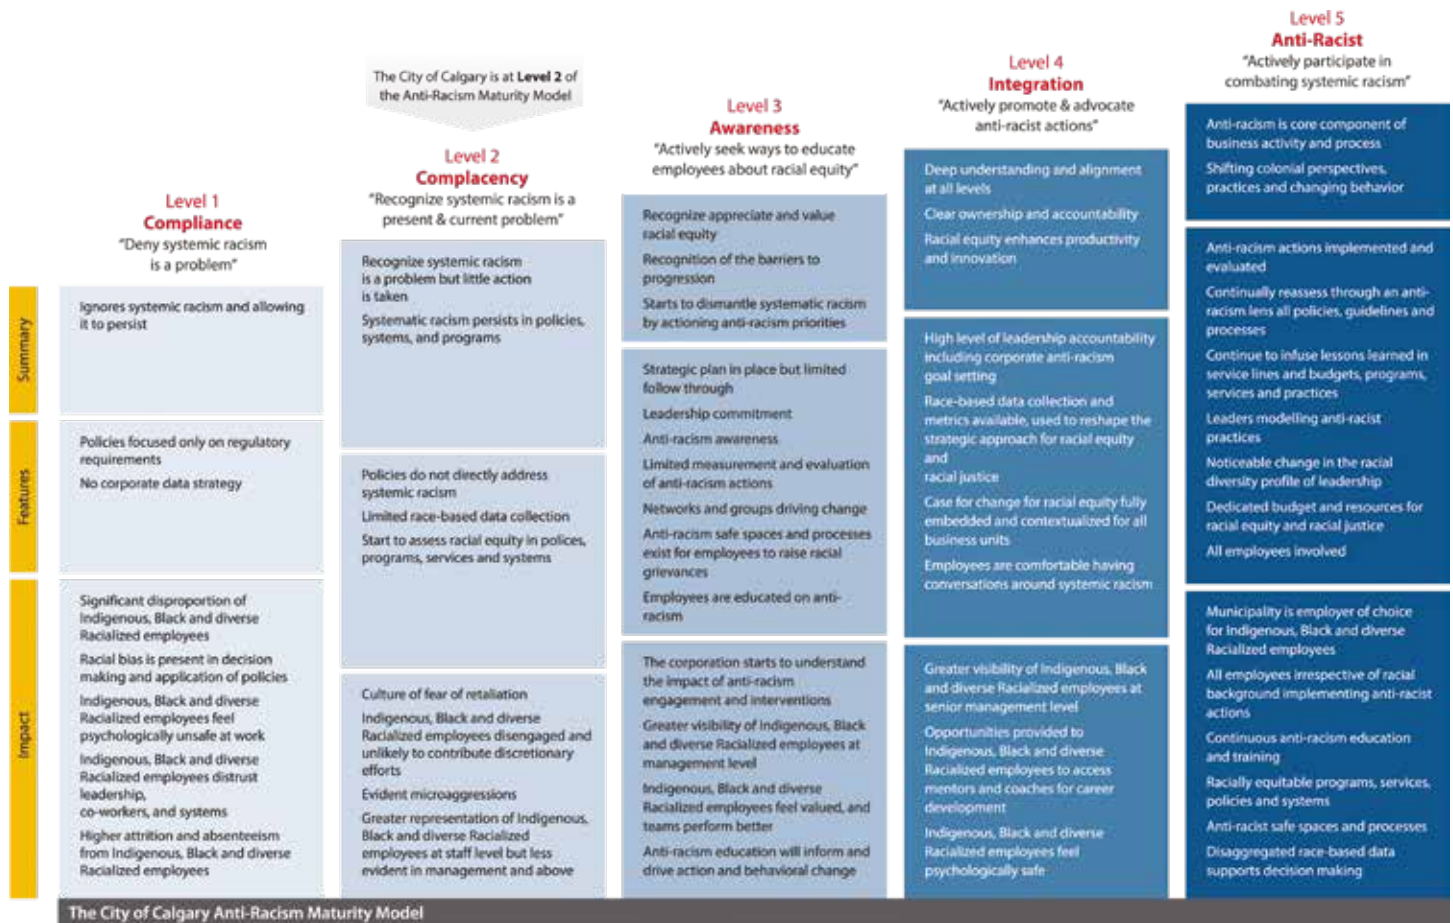 The City of Calgary is at Level 2 of
the Anti-Racism Maturity Model
Level 1
Compliance
"Deny systemic racism
is a problem"
Level 2
Complacency
"Recognize systemic racism is a
present & current problem"
Level 3
Awareness
"Actively seek ways to educate
employees about racial equity"
Level 4
Integration
"Actively promote & advocate
anti-racist actions"
Level 5
Anti-Racist
"Actively participate in
combating systemic racism"
Summary
Ignores systemic racism and allowing
it to persist
Recognize systemic racism
is a problem but little action
is taken
Systematic racism persists in policies,
systems, and programs
Recognize appreciate and value
racial equity
Recognition of the barriers to
progression
Starts to dismantle systematic racism
by actioning anti-racism priorities
Deep understanding and alignment
at all levels
Clear ownership and accountability
Racial equity enhances productivity
and innovation
Anti-racism is core component of
business activity and process
Shifting colonial perspectives,
practices and changing behavior
Features
Policies focused only on regulatory
requirements
No corporate data strategy
Policies do not directly address
systemic racism
Limited race-based data collection
Start to assess racial equity in polices,
programs, services and systems
Strategic plan in place but limited
follow through
Leadership commitment
Anti-racism awareness
Limited measurement and evaluation
of anti-racism actions
Networks and groups driving change
Anti-racism safe spaces and processes
exist for employees to raise racial
grievances
Employees are educated on anti-
racism
High level of leadership accountability
including corporate anti-racism
goal setting
Race-based data collection and
metrics available, used to reshape the
strategic approach for racial equity
and
racial justice
Case for change for racial equity fully
embedded and contextualized for all
business units
Employees are comfortable having
conversations around systemic racism
Anti-racism actions implemented and
evaluated
Continually reassess through an anti-
racism lens all policies, guidelines and
processes
Continue to infuse lessons learned in
service lines and budgets, programs,
services and practices
Leaders modelling anti-racist
practices
Noticeable change in the racial
diversity profile of leadership
Dedicated budget and resources for
racial equity and racial justice
All employees involved
Impact
Significant disproportion of
Indigenous, Black and diverse
Racialized employees
Racial bias is present in decision
making and application of policies
Indigenous, Black and diverse
Racialized employees feel
psychologically unsafe at work
Indigenous, Black and diverse
Racialized employees distrust
leadership,
co-workers, and systems
Higher attrition and absenteeism
from Indigenous, Black and diverse
Racialized employees
Culture of fear of retaliation
Indigenous, Black and diverse
Racialized employees disengaged and
unlikely to contribute discretionary
efforts
Evident microaggressions
Greater representation of Indigenous,
Black and diverse Racialized
employees at staff level but less
evident in management and above
The corporation starts to understand
the impact of anti-racism
engagement and interventions
Greater visibility of Indigenous, Black
and diverse Racialized employees at
management level
Indigenous, Black and diverse
Racialized employees feel valued, and
teams perform better
Anti-racism education will inform and
drive action and behavioral change
Greater visibility of Indigenous, Black
and diverse Racialized employees at
senior management level
Opportunities provided to
Indigenous, Black and diverse
Racialized employees to access
mentors and coaches for career
development
Indigenous, Black and diverse
Racialized employees feel
psychologically safe
Municipality is employer of choice
for Indigenous, Black and diverse
Racialized employees
All employees irrespective of racial
background implementing anti-racist
actions
Continuous anti-racism education
and training
Racially equitable programs, services,
policies and systems
Anti-racist safe spaces and processes
Disaggregated race-based data
supports decision making
The City of Calgary Anti-Racism Maturity Model